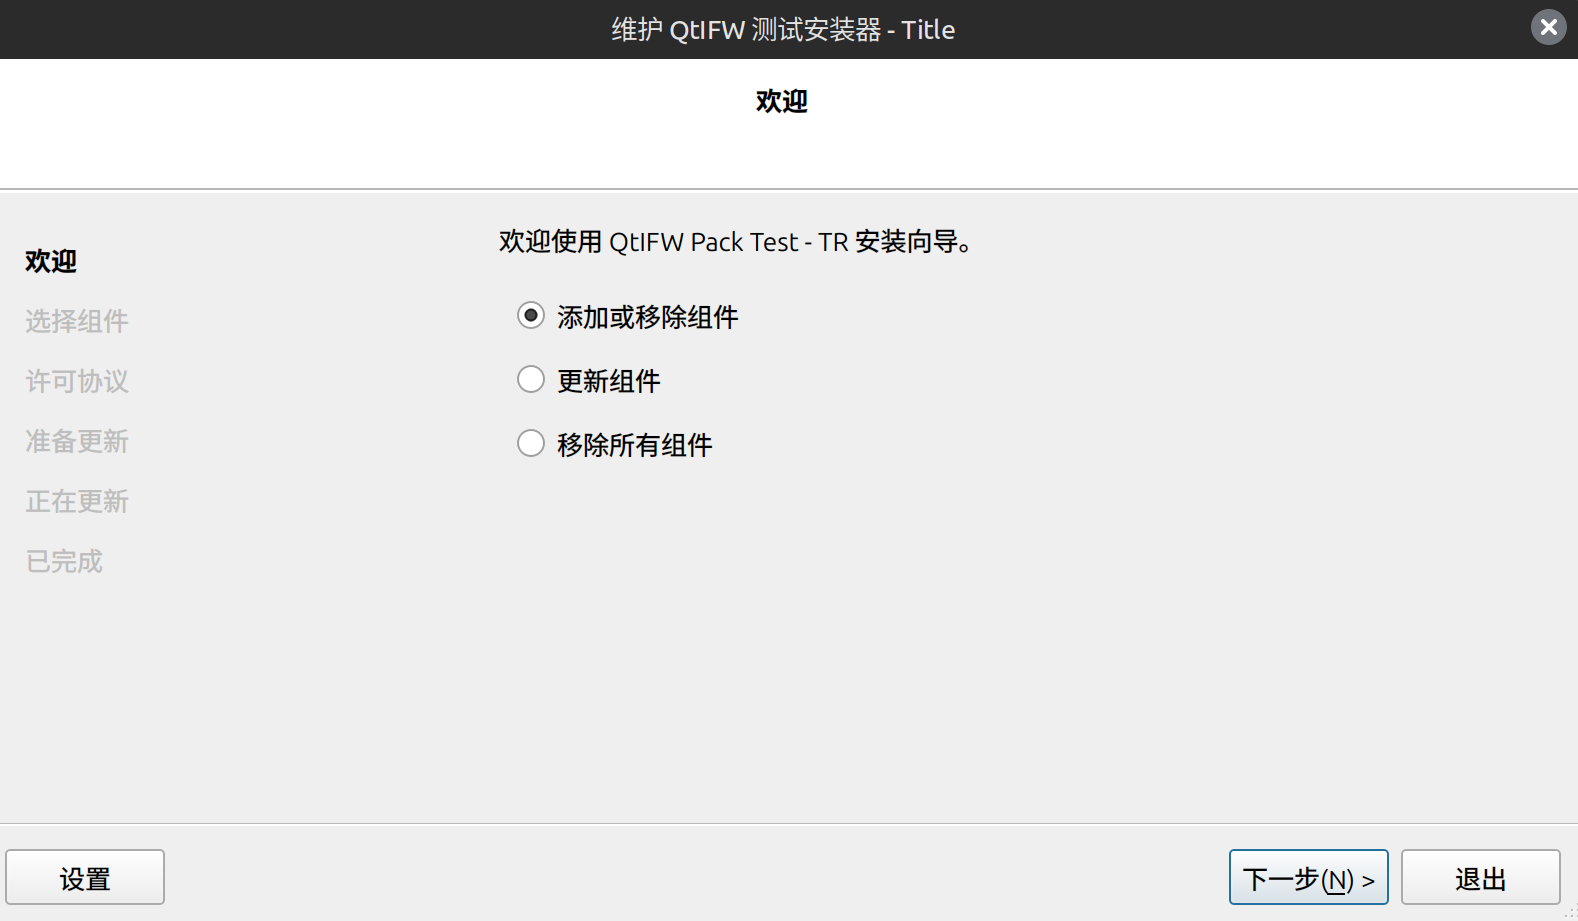 维护 QtIFW 测试安装器 - Title
欢迎
欢迎
选择组件
许可协议
准备更新
正在更新
已完成
欢迎使用 QtIFW Pack Test - TR 安装向导。
添加或移除组件
更新组件
移除所有组件
设置
下一步(N) >
退出